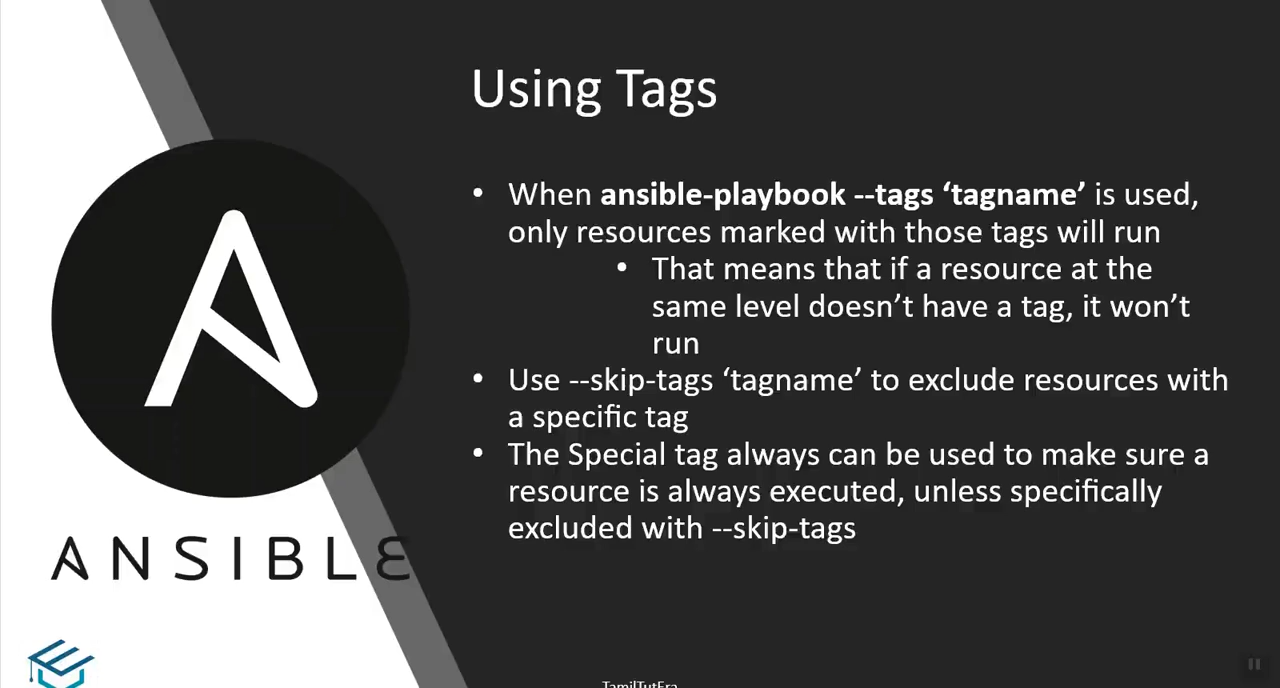 Using Tags
• When ansible-playbook --tags ‘tagname’ is used,
only resources marked with those tags will run
• That means that if a resource at the
same level doesn’t have a tag, it won’t
run
• Use --skip-tags ‘tagname’ to exclude resources with
a specific tag
• The Special tag always can be used to make sure a
resource is always executed, unless specifically
excluded with --skip-tags
ANSIBLE
TamilTutEra